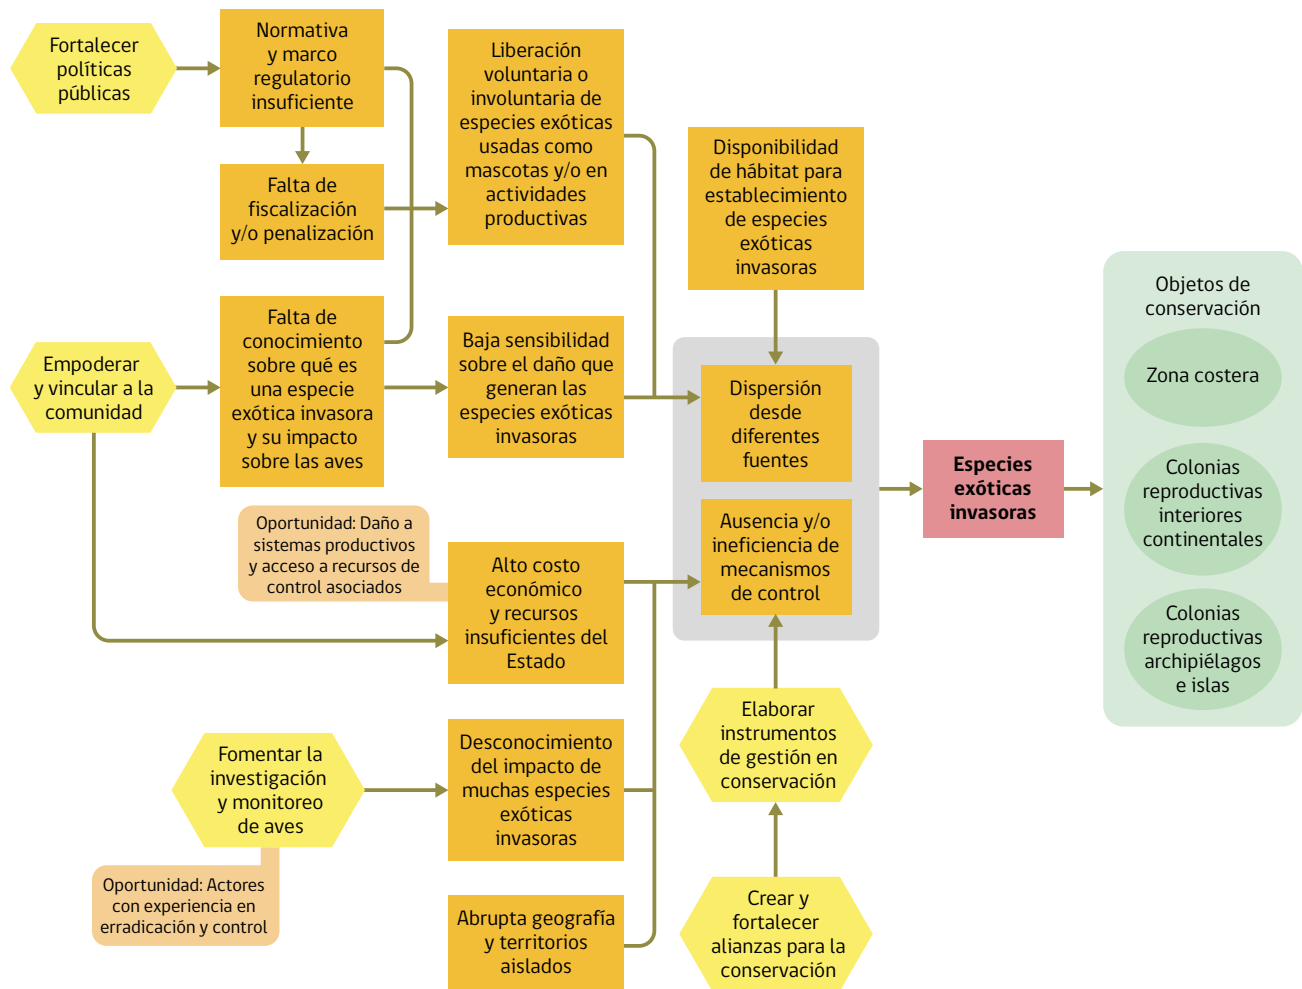 Fortalecer
políticas
públicas
Normativa
y marco
regulatorio
insuficiente
Falta de
fiscalización
y/o penalización
Liberación
voluntaria o
involuntaria de
especies exóticas
usadas como
mascotas y/o en
actividades
productivas
Disponibilidad
de hábitat para
establecimiento
de especies
exóticas
invasoras
Empoderar
y vincular a la
comunidad
Falta de
conocimiento
sobre qué es
una especie
exótica invasora
y su impacto
sobre las aves
Baja sensibilidad
sobre el daño que
generan las
especies exóticas
invasoras
Dispersión
desde
diferentes
fuentes
Ausencia y/o
ineficiencia de
mecanismos
de control
Especies
exóticas
invasoras
Objetos de
conservación
Zona costera
Colonias
reproductivas
interiores
continentales
Colonias
reproductivas
archipiélagos
e islas
Oportunidad: Daño a
sistemas productivos
y acceso a recursos de
control asociados
Alto costo
económico
y recursos
insuficientes del
Estado
Fomentar la
investigación
y monitoreo
de aves
Oportunidad: Actores
con experiencia en
erradicación y control
Desconocimiento
del impacto de
muchas especies
exóticas
invasoras
Abrupta geografía
y territorios
aislados
Elaborar
instrumentos
de gestión en
conservación
Crear y
fortalecer
alianzas para la
conservación